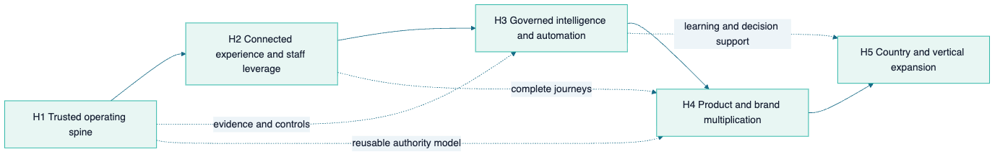 H1 Trusted operating
spine
H2 Connected
experience and staff
leverage
H3 Governed intelligence
and automation
learning and decision
support
H5 Country and vertical
expansion
complete journeys
H4 Product and brand
multiplication
evidence and controls
reusable authority model